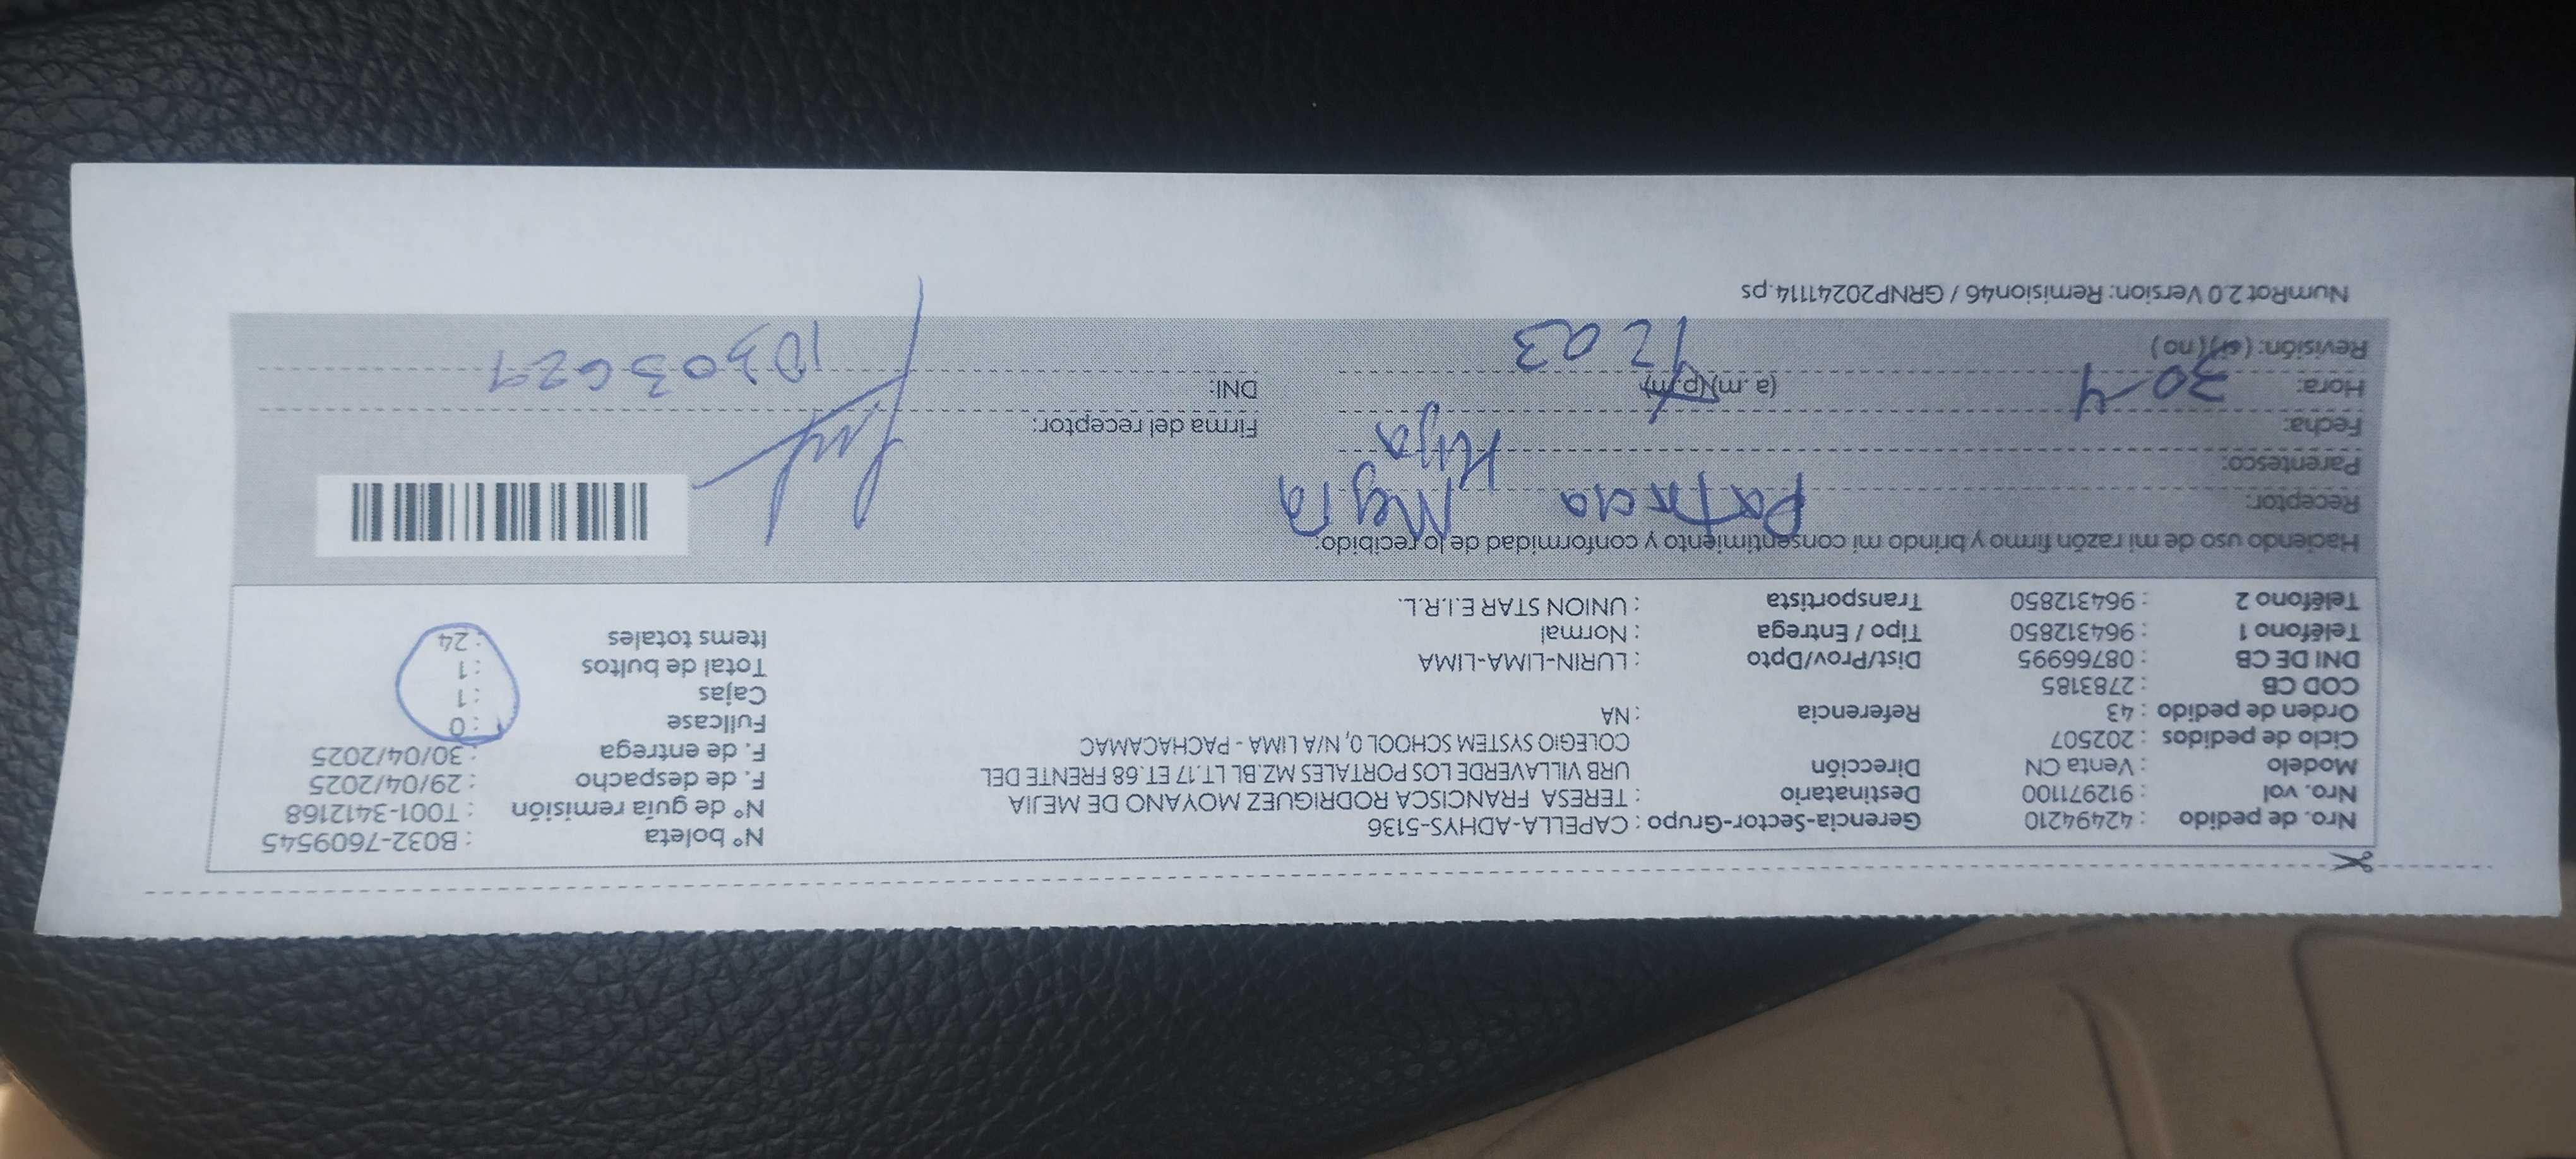 Nro. de pedido : 42494210 Gerencia-Sector-Grupo : CAPELLA-ADHYS-5136 N° boleta : B032-7609545
Nro. vol : 912971100 Destinatario : TERESA FRANCISCA RODRIGUEZ MOYANO DE MEJIA N° de guía remisión : T001-3412168
Modelo : Venta CN Dirección URB VILLAVERDE LOS PORTALES MZ.BL LT.17 ET.68 FRENTE DEL F. de despacho : 29/04/2025
Ciclo de pedidos : 202507 COLEGIO SYSTEM SCHOOL 0, N/A LIMA - PACHACAMAC F. de entrega : 30/04/2025
Orden de pedido : 43 Referencia : NA Fullcase : 0
COD CB : 2783185 Cajas : 1
DNI DE CB : 08766995 Dist/Prov/Dpto : LURIN-LIMA-LIMA Total de bultos : 1
Teléfono 1 : 964312850 Tipo / Entrega : Normal Items totales : 24
Teléfono 2 : 964312850 Transportista : UNION STAR E.I.R.L.
Haciendo uso de mi razón firmo y brindo mi consentimiento y conformidad de lo recibido:
Receptor: Patricia
Parentesco: Hija
Fecha: 30-4 Firma del receptor:
Hora: (a. m)(p.m) 12 03 DNI:
Revisión: (si)(no)
NumRot 2.0 Version: Remision46 / GRNP20241114.ps